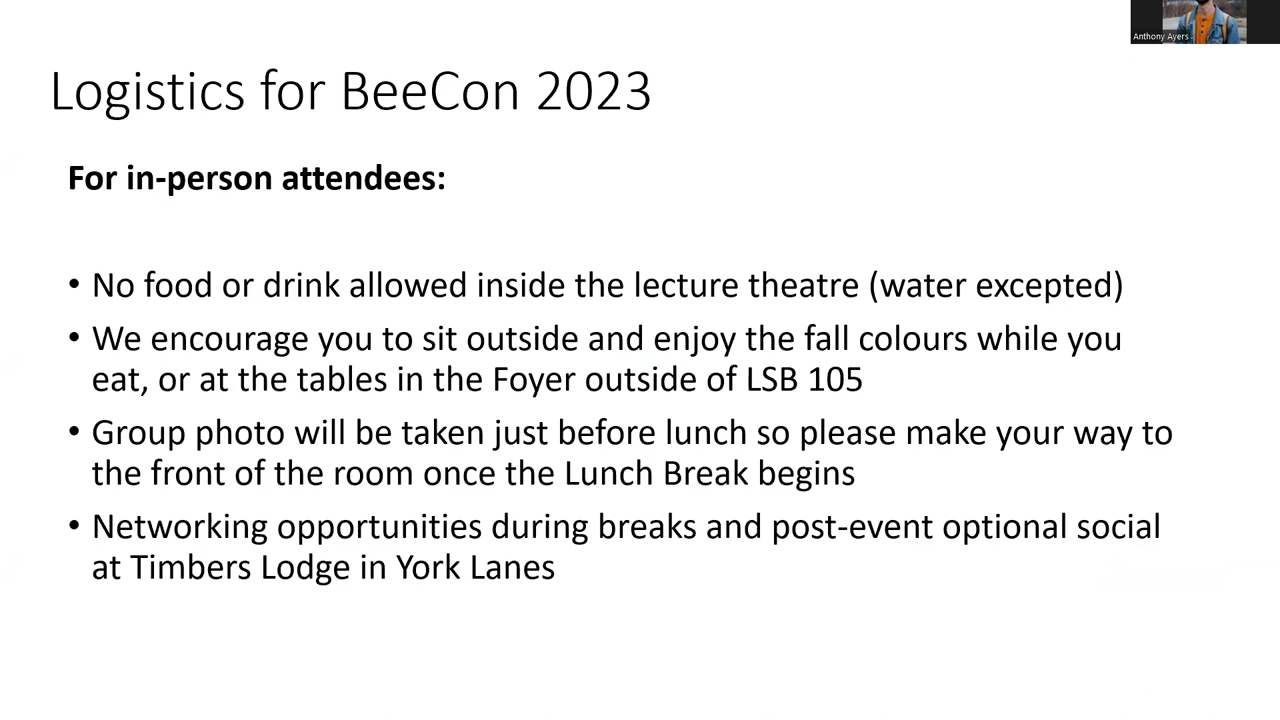 Anthony Ayers
Logistics for BeeCon 2023
For in-person attendees:
• No food or drink allowed inside the lecture theatre (water excepted)
• We encourage you to sit outside and enjoy the fall colours while you
eat, or at the tables in the Foyer outside of LSB 105
• Group photo will be taken just before lunch so please make your way to
the front of the room once the Lunch Break begins
• Networking opportunities during breaks and post-event optional social
at Timbers Lodge in York Lanes